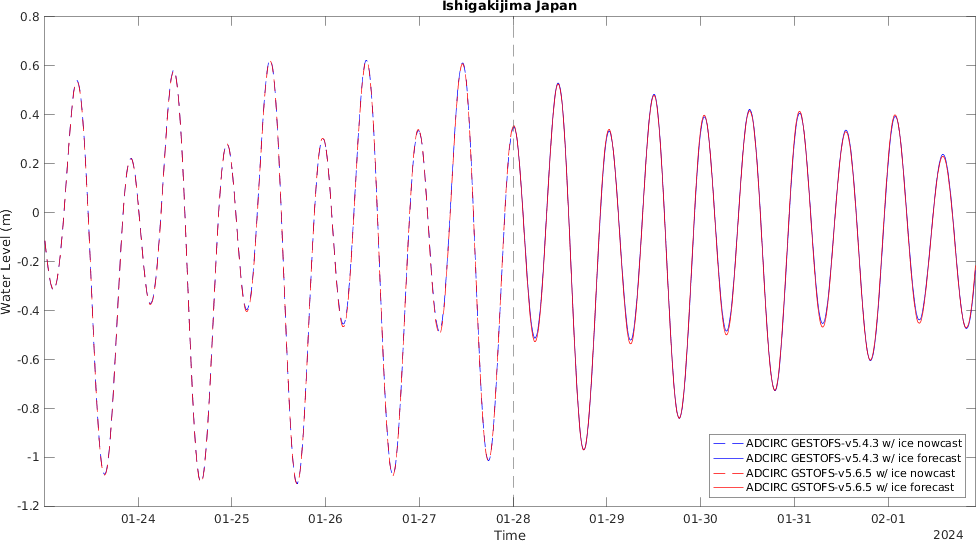 Ishigakijima Japan
0.8
0.6
0.4
0.2
0
-0.2
-0.4
-0.6
-0.8
-1
-1.2
Water Level (m)
ADCIRC GESTOFS-v5.4.3 w/ ice nowcast
ADCIRC GESTOFS-v5.4.3 w/ ice forecast
ADCIRC GSTOFS-v5.6.5 w/ ice nowcast
ADCIRC GSTOFS-v5.6.5 w/ ice forecast
01-24 01-25 01-26 01-27 01-28 01-29 01-30 01-31 02-01
Time
2024